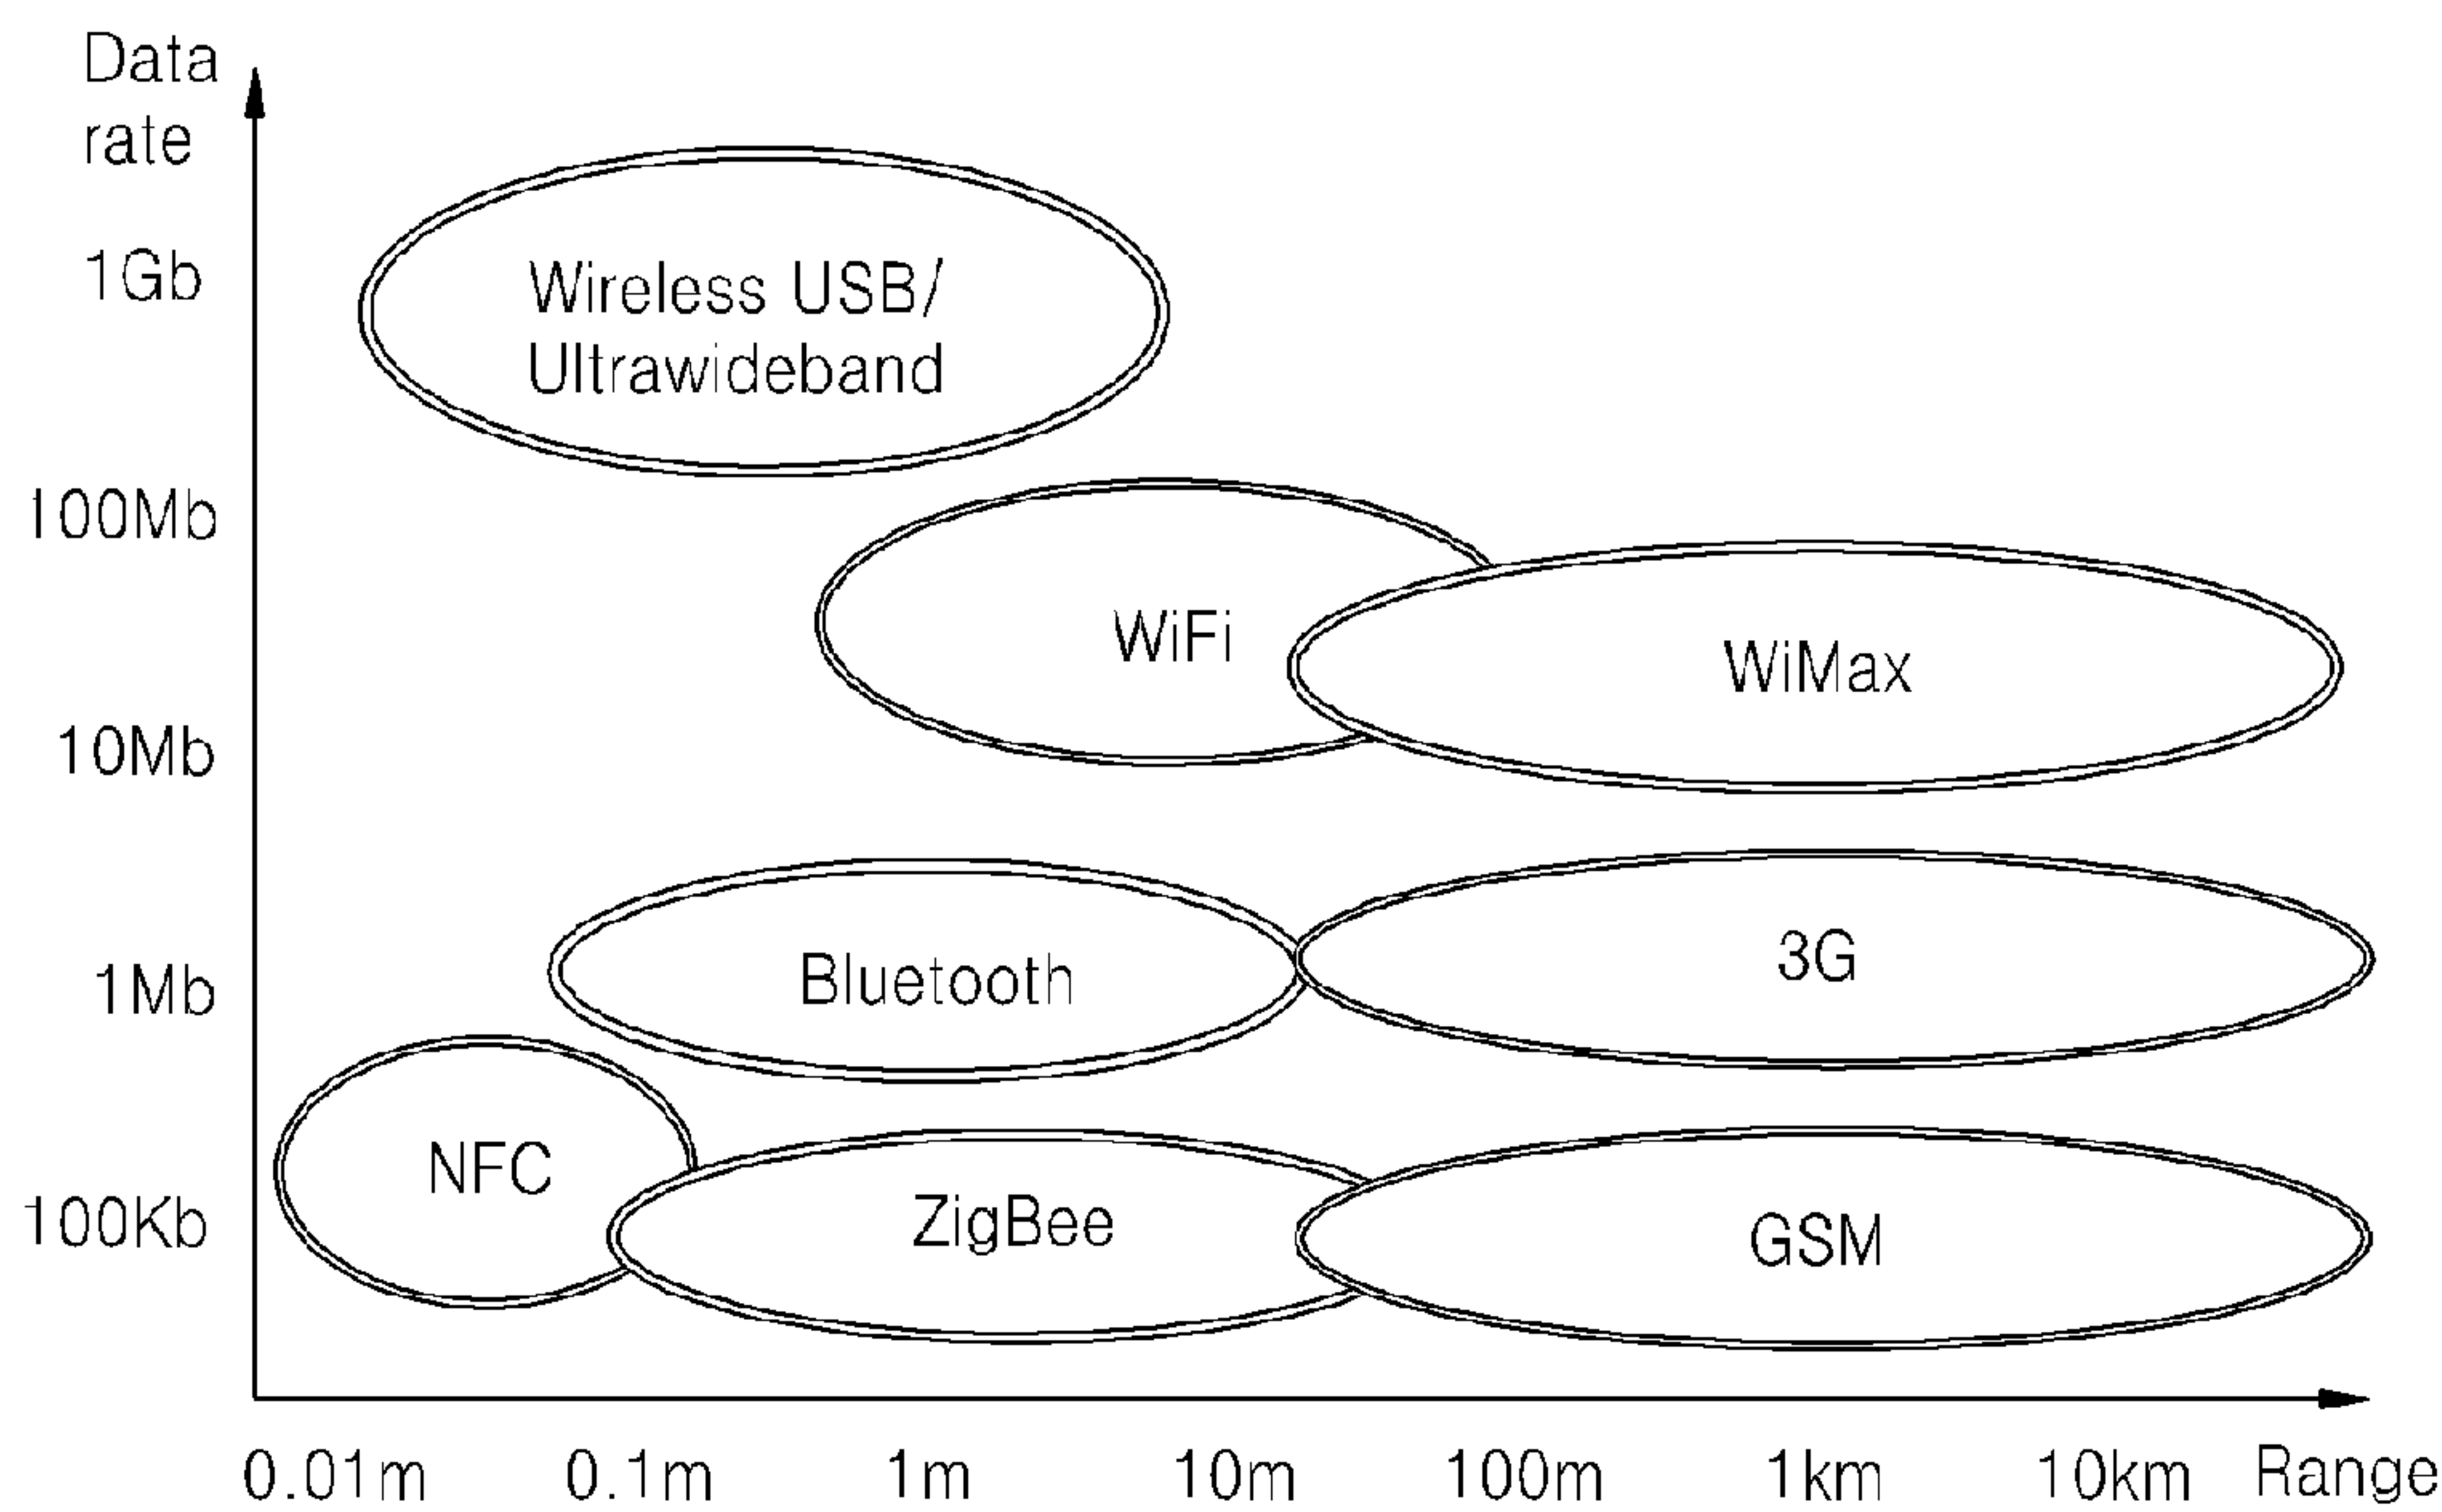 Data
rate
1Gb
Wireless USB/
Ultrawideband
100Mb
WiFi
WiMax
10Mb
Bluetooth
3G
1Mb
NFC
ZigBee
GSM
100Kb
0.01m 0.1m 1m 10m 100m 1km 10km Range